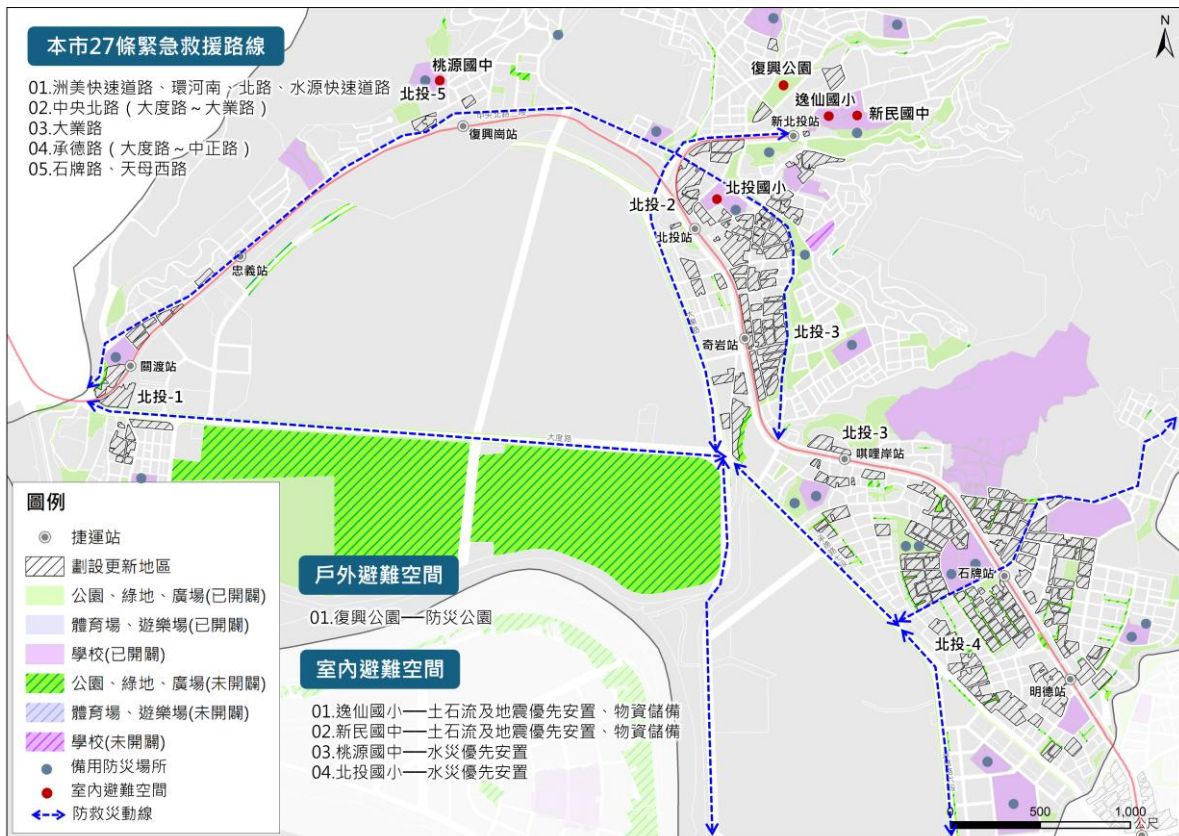 本市27條緊急救援路線
01.洲美快速道路、環河南、北路、水源快速道路
02.中央北路（大度路～大業路）
03.大業路
04.承德路（大度路～中正路）
05.石牌路、天母西路
N
桃源國中
北投-5
復興崗站
復興公園
逸仙國小
新民國中
新北投站
北投國小
北投-2
北投站
忠義站
奇岩站
北投-3
關渡站
北投-1
大度路
北投-3
唭哩岸站
石牌站
北投-4
明德站
圖例
捷運站
劃設更新地區
公園、綠地、廣場(已開闢)
體育場、遊樂場(已開闢)
學校(已開闢)
公園、綠地、廣場(未開闢)
體育場、遊樂場(未開闢)
學校(未開闢)
備用防災場所
室內避難空間
防救災動線
戶外避難空間
01.復興公園──防災公園
室內避難空間
01.逸仙國小──土石流及地震優先安置、物資儲備
02.新民國中──土石流及地震優先安置、物資儲備
03.桃源國中──水災優先安置
04.北投國小──水災優先安置
0 500 1,000
公尺